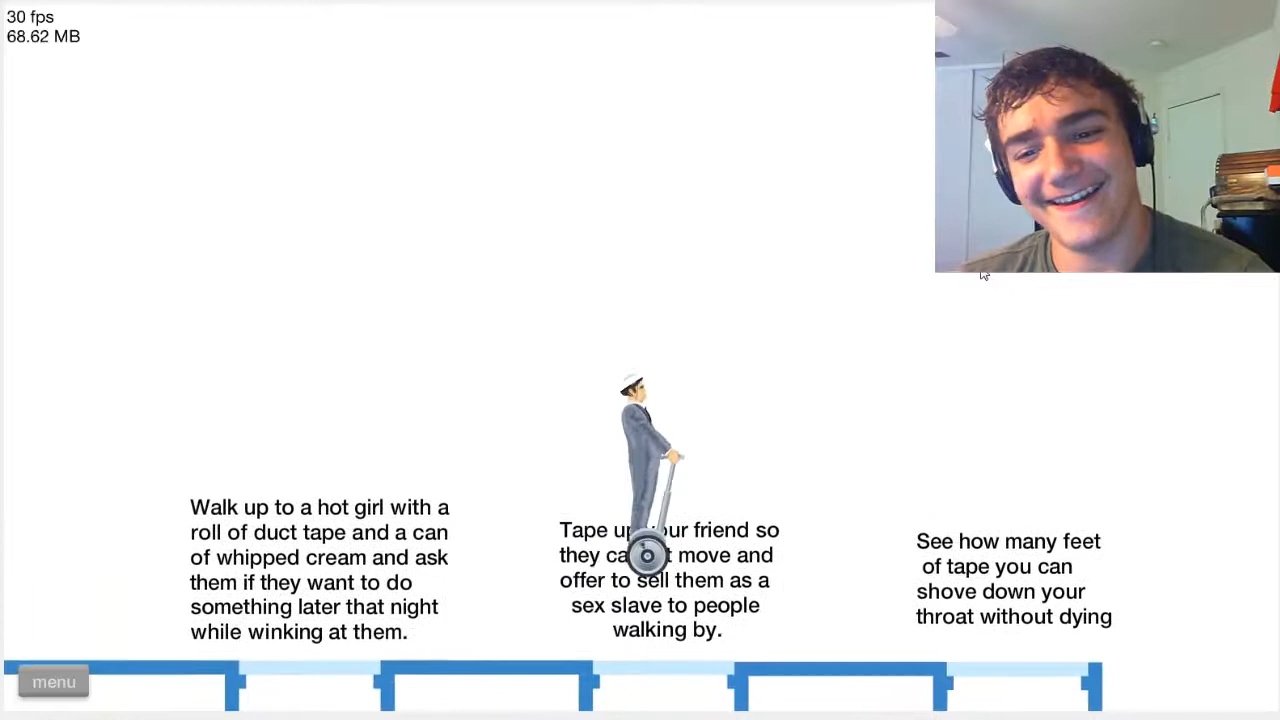 30 fps
68.62 MB
Walk up to a hot girl with a
roll of duct tape and a can
of whipped cream and ask
them if they want to do
something later that night
while winking at them.
Tape up your friend so
they ca t move and
offer to sell them as a
sex slave to people
walking by.
See how many feet
of tape you can
shove down your
throat without dying
menu